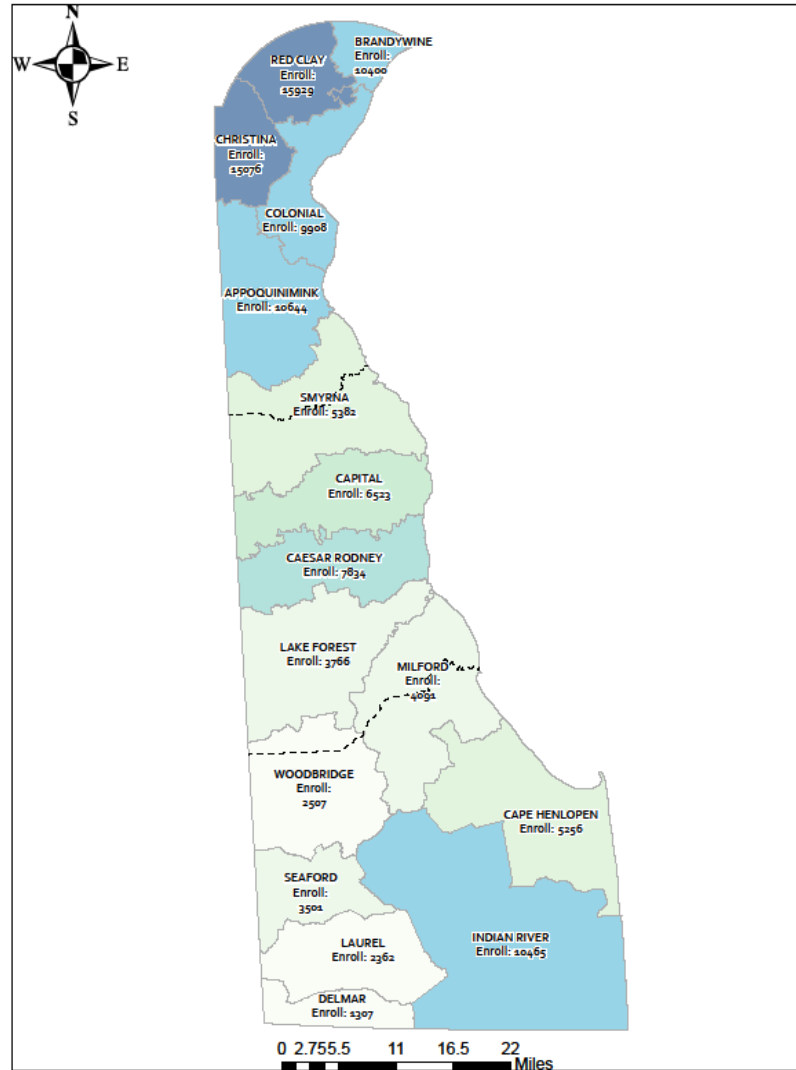 N
W E
S
BRANDYWINE
Enroll:
10400
RED CLAY
Enroll:
15929
CHRISTINA
Enroll:
15076
COLONIAL
Enroll: 9908
APPOQUINIMINK
Enroll: 10644
SMYRNA
Enroll: 5382
CAPITAL
Enroll: 6523
CAESAR RODNEY
Enroll: 7834
LAKE FOREST
Enroll: 3766
MILFORD
Enroll:
4091
WOODBRIDGE
Enroll:
2507
CAPE HENLOPEN
Enroll: 5256
SEAFORD
Enroll:
3501
INDIAN RIVER
Enroll: 10465
LAUREL
Enroll: 2362
DELMAR
Enroll: 1307
0 2.75 5.5 11 16.5 22
Miles